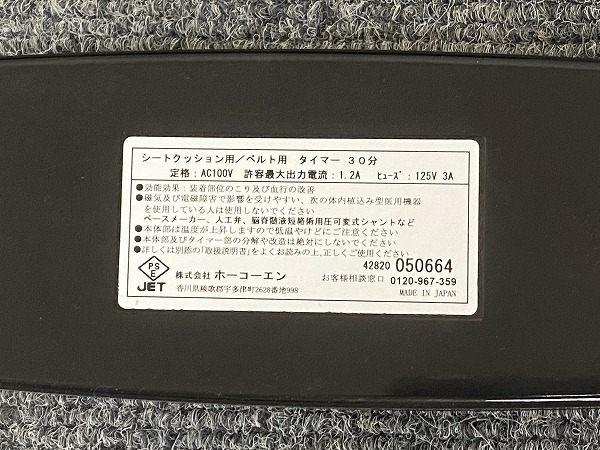 シートクッション用／ベルト用 タイマー 30分
定格：AC100V 許容最大出力電流：1.2A ﾋｭｰｽﾞ：125V 3A
●効能効果：装着部位のこり及び血行の改善
●磁気及び電磁障害で影響を受けやすい、次の体内植込み型医用機器
を使用している人は使用しないでください
ペースメーカー、人工弁、脳脊髄液短絡術用圧可変式シャントなど
●本体部は温度が上昇しますので低温やけどにご注意ください
●本体部及びタイマー部の分解や改造は絶対にしないでください
●詳しくは別添の「取扱説明書」をよくお読みの上、正しくご使用ください。
PS
E
JET
株式会社 ホーコーエン
香川県綾歌郡宇多津町2628番地998
42820 050664
お客様相談窓口 0120-967-359
MADE IN JAPAN